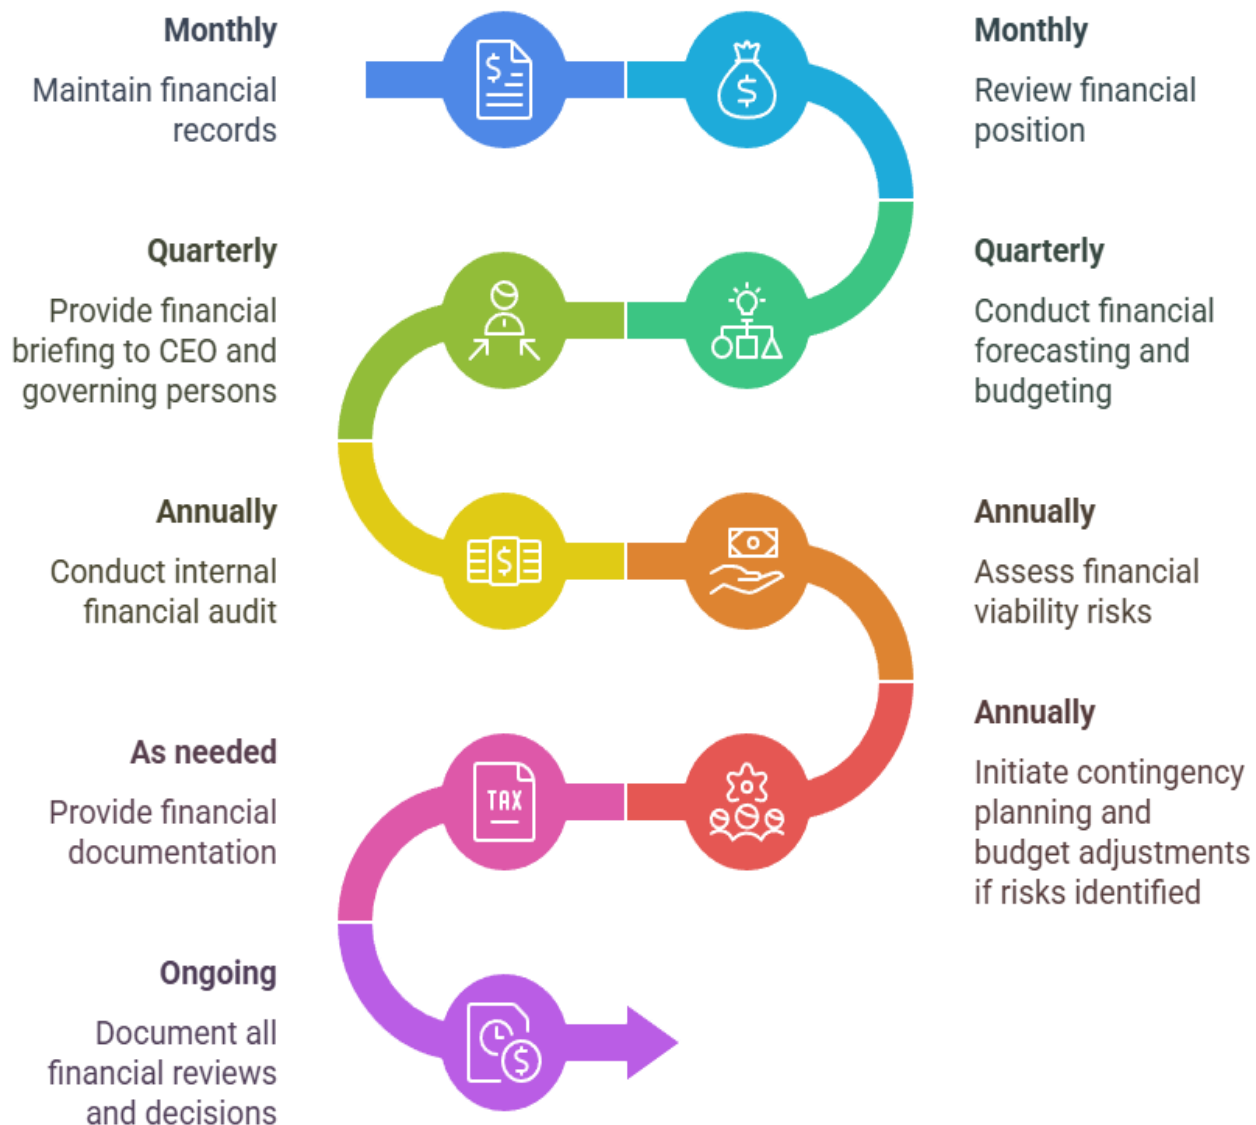 Monthly
Maintain financial
records
Monthly
Review financial
position
Quarterly
Conduct financial
forecasting and
budgeting
Quarterly
Provide financial
briefing to CEO and
governing persons
Annually
Conduct internal
financial audit
Annually
Assess financial
viability risks
Annually
Initiate contingency
planning and
budget adjustments
if risks identified
As needed
Provide financial
documentation
TAX
Ongoing
Document all
financial reviews
and decisions
$
$
$
$